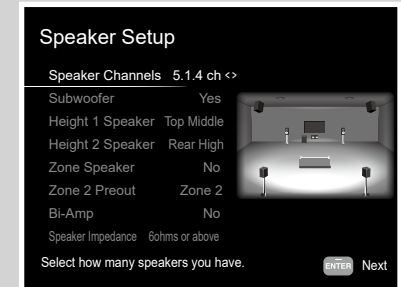 Speaker Setup
Speaker Channels 5.1.4 ch <>
Subwoofer Yes
Height 1 Speaker Top Middle
Height 2 Speaker Rear High
Zone Speaker No
Zone 2 Preout Zone 2
Bi-Amp No
Speaker Impedance 6ohms or above
Select how many speakers you have.
ENTER Next